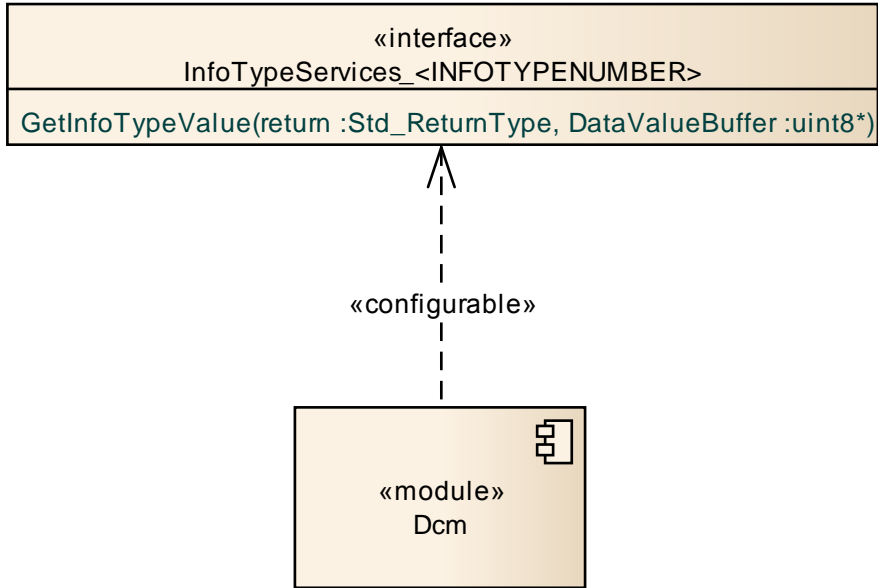 «interface»
InfoTypeServices_<INFOTYPENUMBER>
GetInfoTypeValue(return :Std_ReturnType, DataValueBuffer :uint8*)
«configurable»
«module»
Dcm